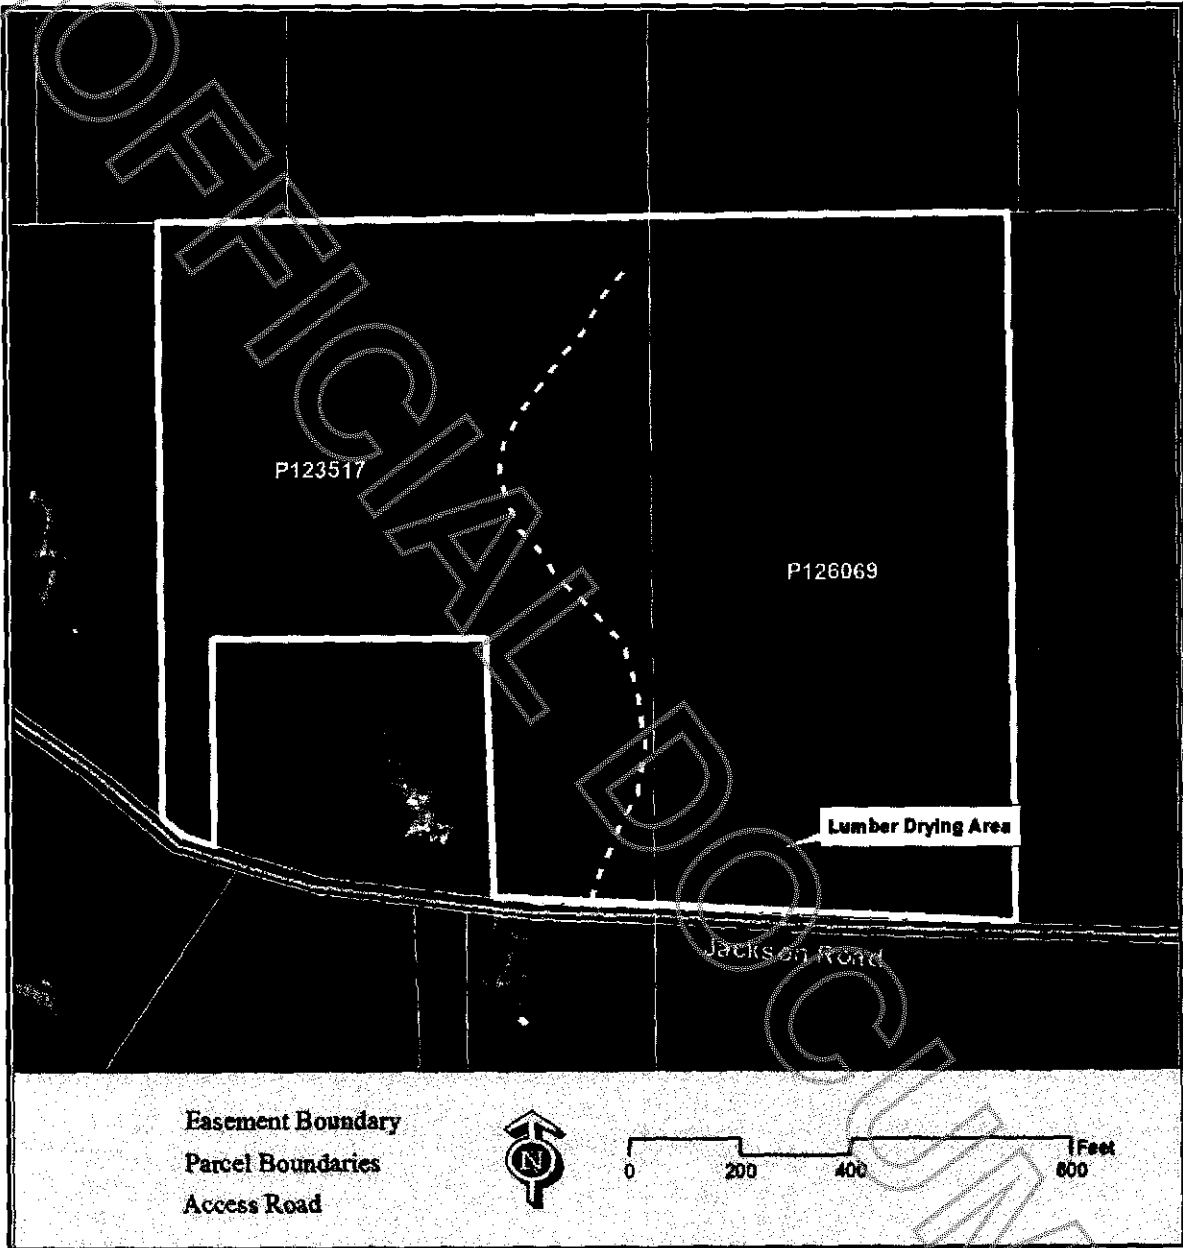 OFFICIAL DOCUM
P123517
P126069
Lumber Drying Area
Jackson Road
Easement Boundary
Parcel Boundaries
Access Road
N
Feet
0 200 400 800